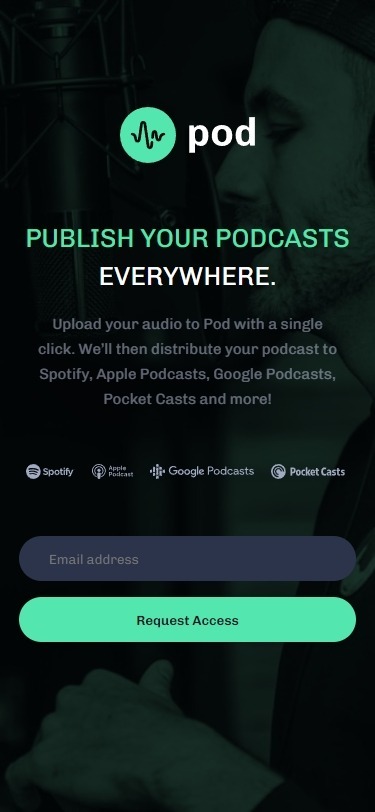 pod
PUBLISH YOUR PODCASTS
EVERYWHERE.
Upload your audio to Pod with a single
click. We’ll then distribute your podcast to
Spotify, Apple Podcasts, Google Podcasts,
Pocket Casts and more!
Spotify Apple Podcast Google Podcasts Pocket Casts
Email address
Request Access